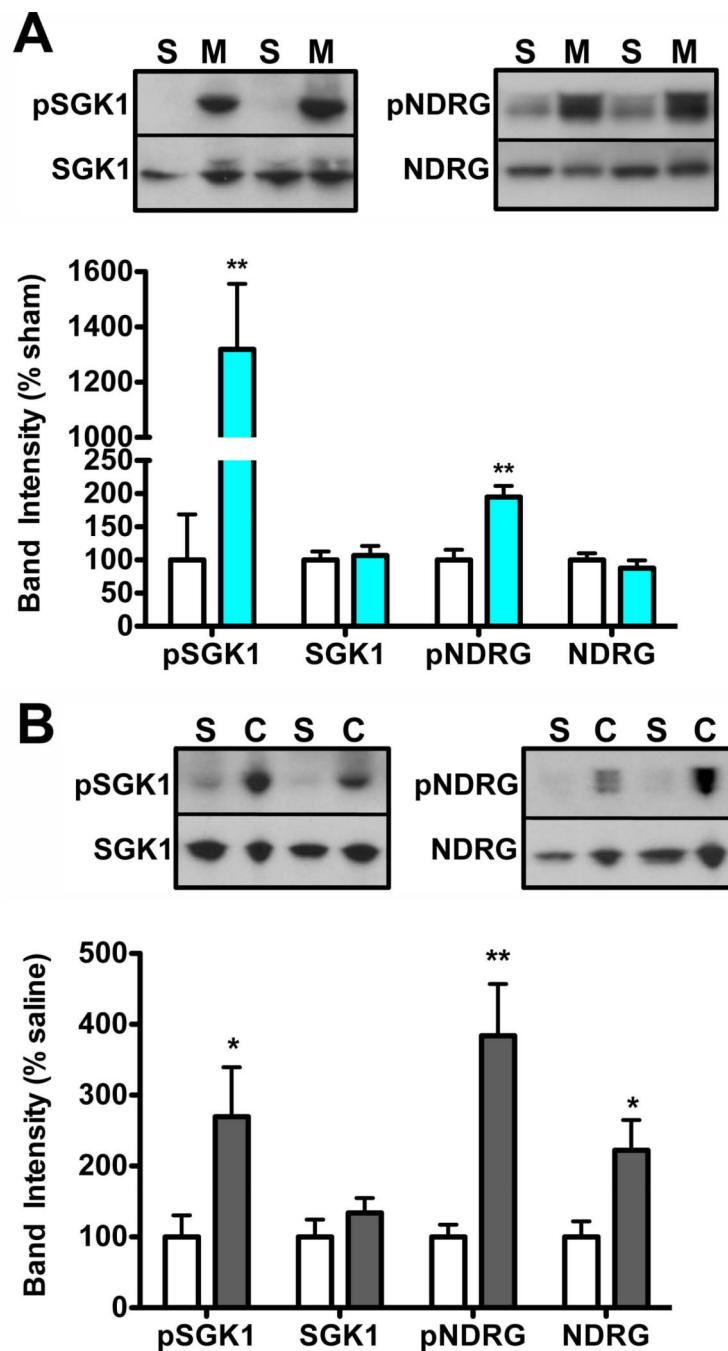 A
S M S M
pSGK1
SGK1
S M S M
pNDRG
NDRG
Band Intensity (% sham)
1600
1400
1200
1000
250
200
150
100
50
0
**
**
pSGK1 SGK1 pNDRG NDRG
B
S C S C
pSGK1
SGK1
S C S C
pNDRG
NDRG
Band Intensity (% saline)
500
400
300
200
100
0
*
**
*
pSGK1 SGK1 pNDRG NDRG